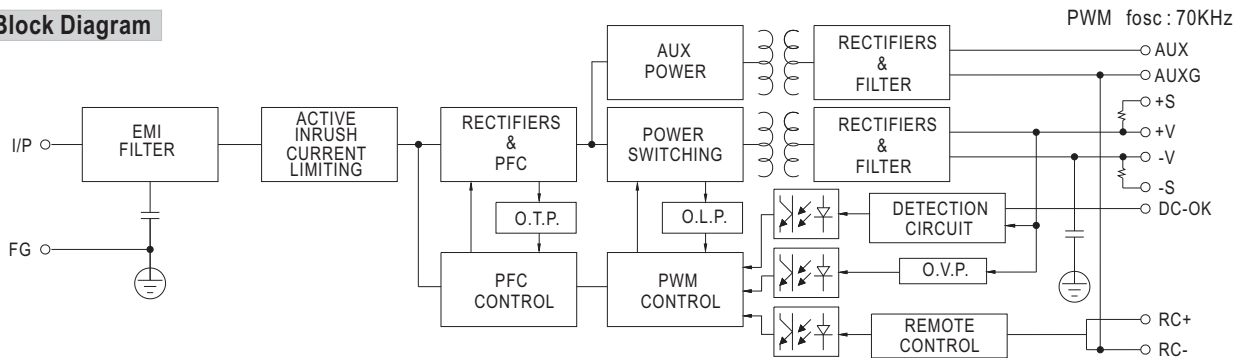 Block Diagram
PWM fosc : 70KHz
AUX
POWER
RECTIFIERS
&
FILTER
AUX
AUXG
I/P
EMI
FILTER
ACTIVE
INRUSH
CURRENT
LIMITING
RECTIFIERS
&
PFC
POWER
SWITCHING
RECTIFIERS
&
FILTER
+S
+V
-V
-S
O.T.P.
O.L.P.
DETECTION
CIRCUIT
DC-OK
FG
PFC
CONTROL
PWM
CONTROL
O.V.P.
REMOTE
CONTROL
RC+
RC-